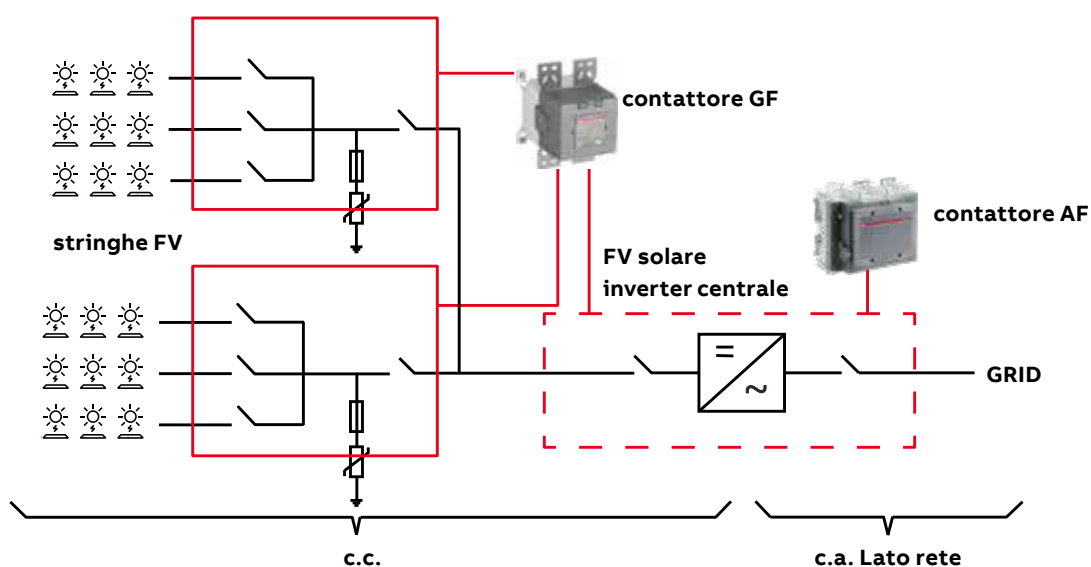 contattore GF
contattore AF
stringhe FV
FV solare
inverter centrale
GRID
c.c.
c.a. Lato rete